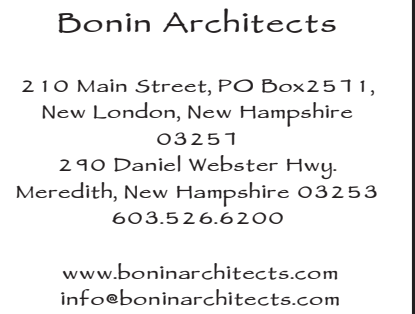 Bonin Architects
210 Main Street, PO Box2571,
New London, New Hampshire
03257
290 Daniel Webster Hwy.
Meredith, New Hampshire 03253
603.526.6200
www.boninarchitects.com
info@boninarchitects.com